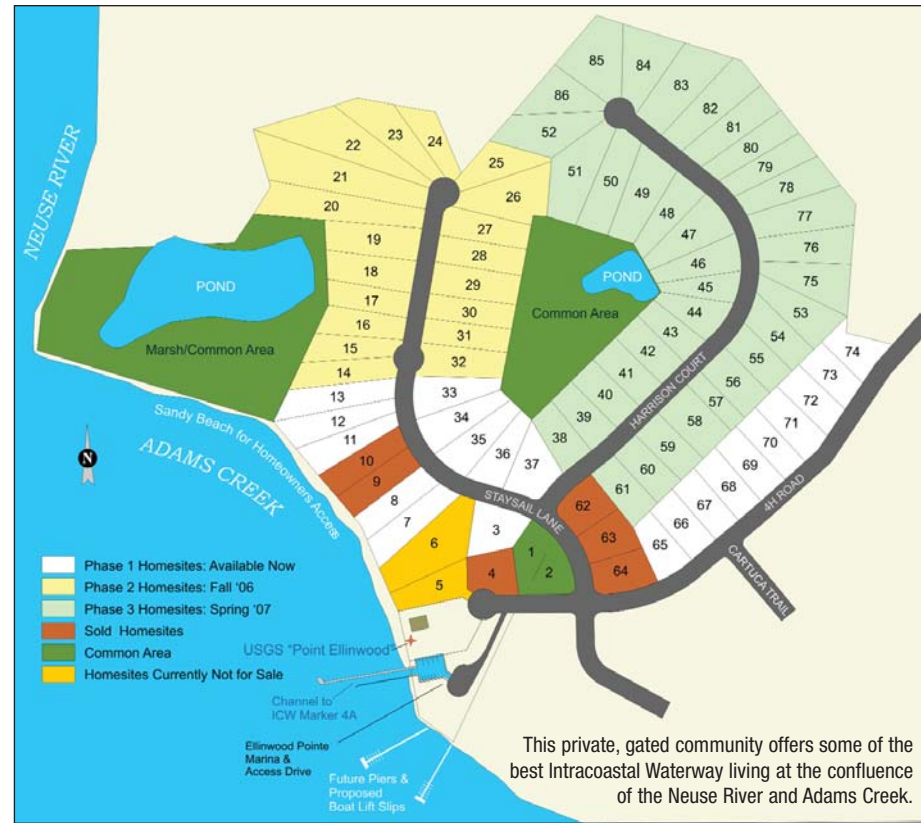 85
84
86
83
82
52
81
80
79
78
77
76
75
51
50
49
48
47
46
45
44
43
42
41
40
39
38
53
54
55
56
57
58
59
60
61
24
23
22
21
20
25
26
27
28
29
30
31
32
19
18
17
16
15
14
13
12
11
10
9
8
7
6
5
33
34
35
36
37
3
4
1
2
62
63
64
65
66
67
68
69
70
71
72
73
74
NEUSE RIVER
POND
Marsh/Common Area
POND
Common Area
HARRISON COURT
STAYSAIL LANE
4H ROAD
CARTUCA TRAIL
Sandy Beach for Homeowners Access
ADAMS CREEK
N
Phase 1 Homesites: Available Now
Phase 2 Homesites: Fall '06
Phase 3 Homesites: Spring '07
Sold Homesites
Common Area
Homesites Currently Not for Sale
USGS "Point Ellinwood"
Channel to
ICW Marker 4A
Ellinwood Pointe
Marina &
Access Drive
Future Piers &
Proposed
Boat Lift Slips
This private, gated community offers some of the
best Intracoastal Waterway living at the confluence
of the Neuse River and Adams Creek.